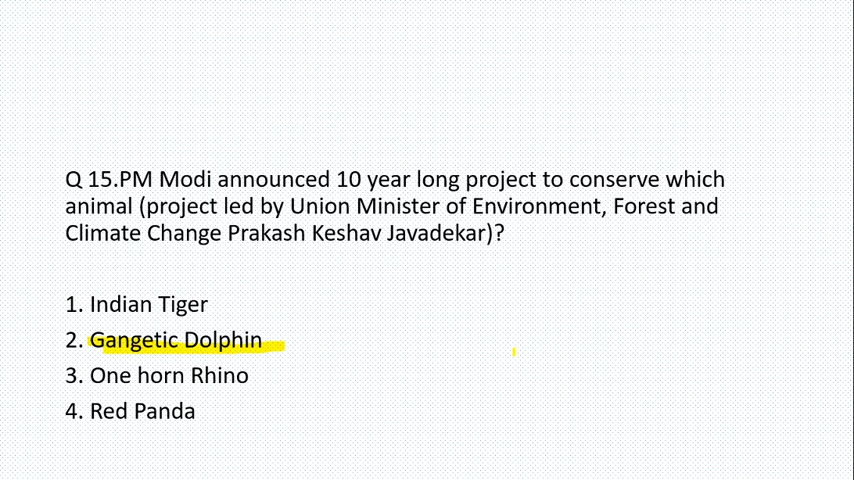 Q 15.PM Modi announced 10 year long project to conserve which
animal (project led by Union Minister of Environment, Forest and
Climate Change Prakash Keshav Javadekar)?
1. Indian Tiger
2. Gangetic Dolphin
3. One horn Rhino
4. Red Panda